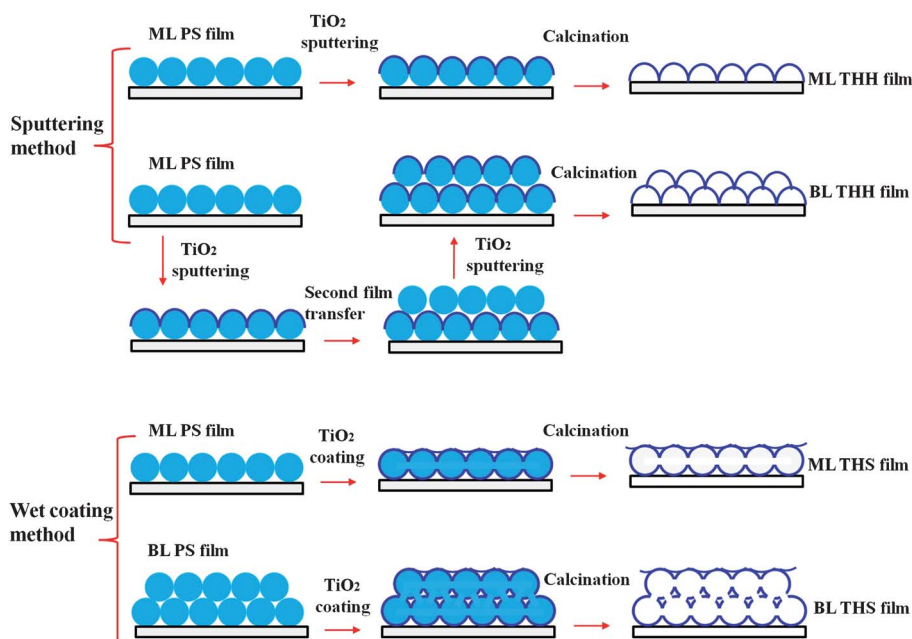 ML PS film
TiO₂
sputtering
Calcination
ML THH film
Sputtering
method
ML PS film
Calcination
BL THH film
TiO₂
sputtering
TiO₂
sputtering
Second film
transfer
ML PS film
TiO₂
coating
Calcination
ML THS film
Wet coating
method
BL PS film
TiO₂
coating
Calcination
BL THS film